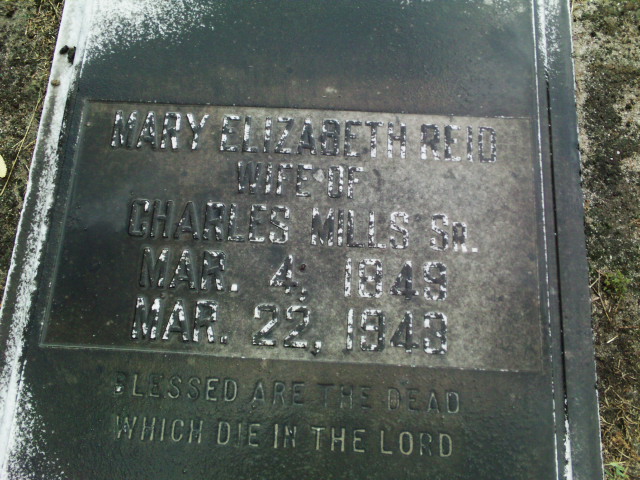 MARY ELIZABETH REID
WIFE OF
CHARLES MILLS SR.
MAR. 4, 1849
MAR. 22, 1943
BLESSED ARE THE DEAD
WHICH DIE IN THE LORD